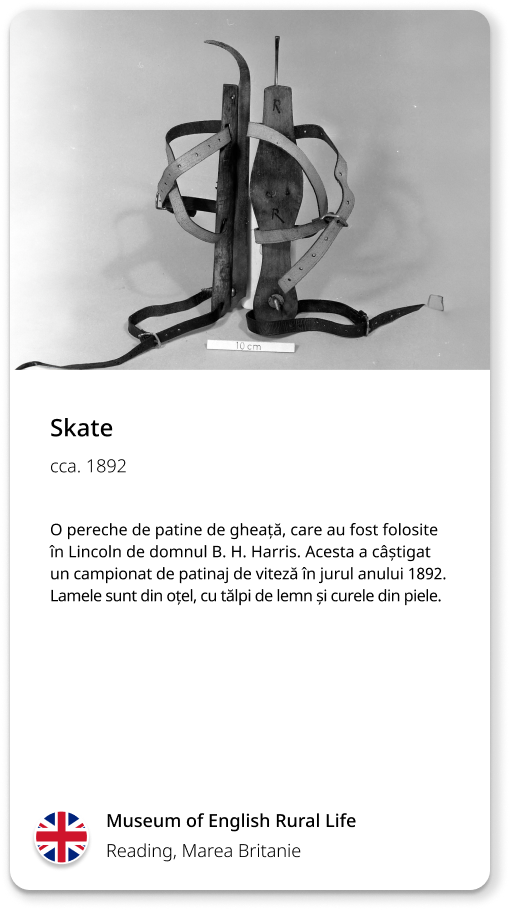 R
R
10 cm
Skate
cca. 1892
O pereche de patine de gheață, care au fost folosite
în Lincoln de domnul B. H. Harris. Acesta a câștigat
un campionat de patinaj de viteză în jurul anului 1892.
Lamele sunt din oțel, cu tălpi de lemn și curele din piele.
Museum of English Rural Life
Reading, Marea Britanie